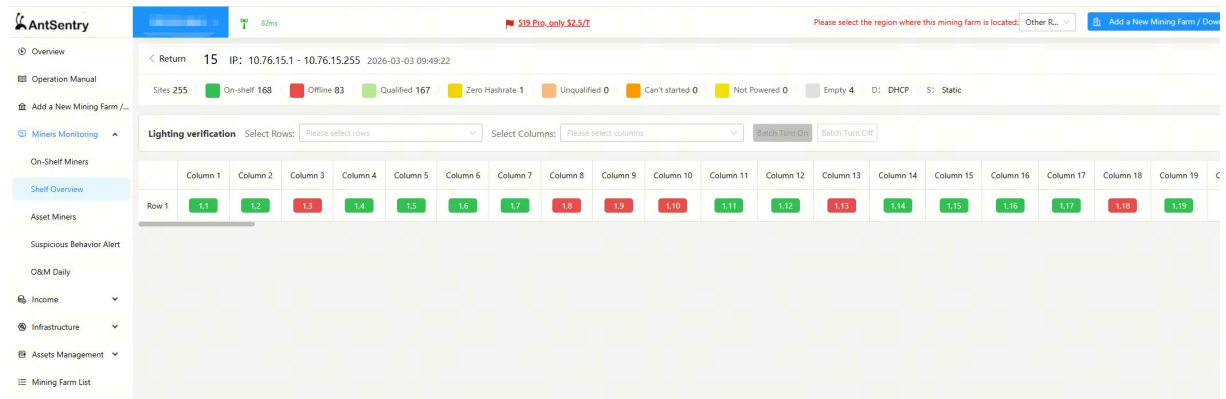 AntSentry
82ms
S19 Pro, only $2.5/T
Please select the region where this mining farm is located: Other R...
Add a New Mining Farm / Dow
Overview
Operation Manual
Add a New Mining Farm /...
Miners Monitoring
On-Shelf Miners
Shelf Overview
Asset Miners
Suspicious Behavior Alert
O&M Daily
Income
Infrastructure
Assets Management
Mining Farm List
< Return 15 IP: 10.76.15.1 - 10.76.15.255 2026-03-03 09:49:22
Sites 255 On-shelf 168 Offline 83 Qualified 167 Zero Hashrate 1 Unqualified 0 Can't started 0 Not Powered 0 Empty 4 D: DHCP S: Static
Lighting verification Select Rows: Please select rows Select Columns: Please select columns Batch Turn On Batch Turn Off
Column 1 Column 2 Column 3 Column 4 Column 5 Column 6 Column 7 Column 8 Column 9 Column 10 Column 11 Column 12 Column 13 Column 14 Column 15 Column 16 Column 17 Column 18 Column 19 C
Row 1 1,1 1,2 1,3 1,4 1,5 1,6 1,7 1,8 1,9 1,10 1,11 1,12 1,13 1,14 1,15 1,16 1,17 1,18 1,19